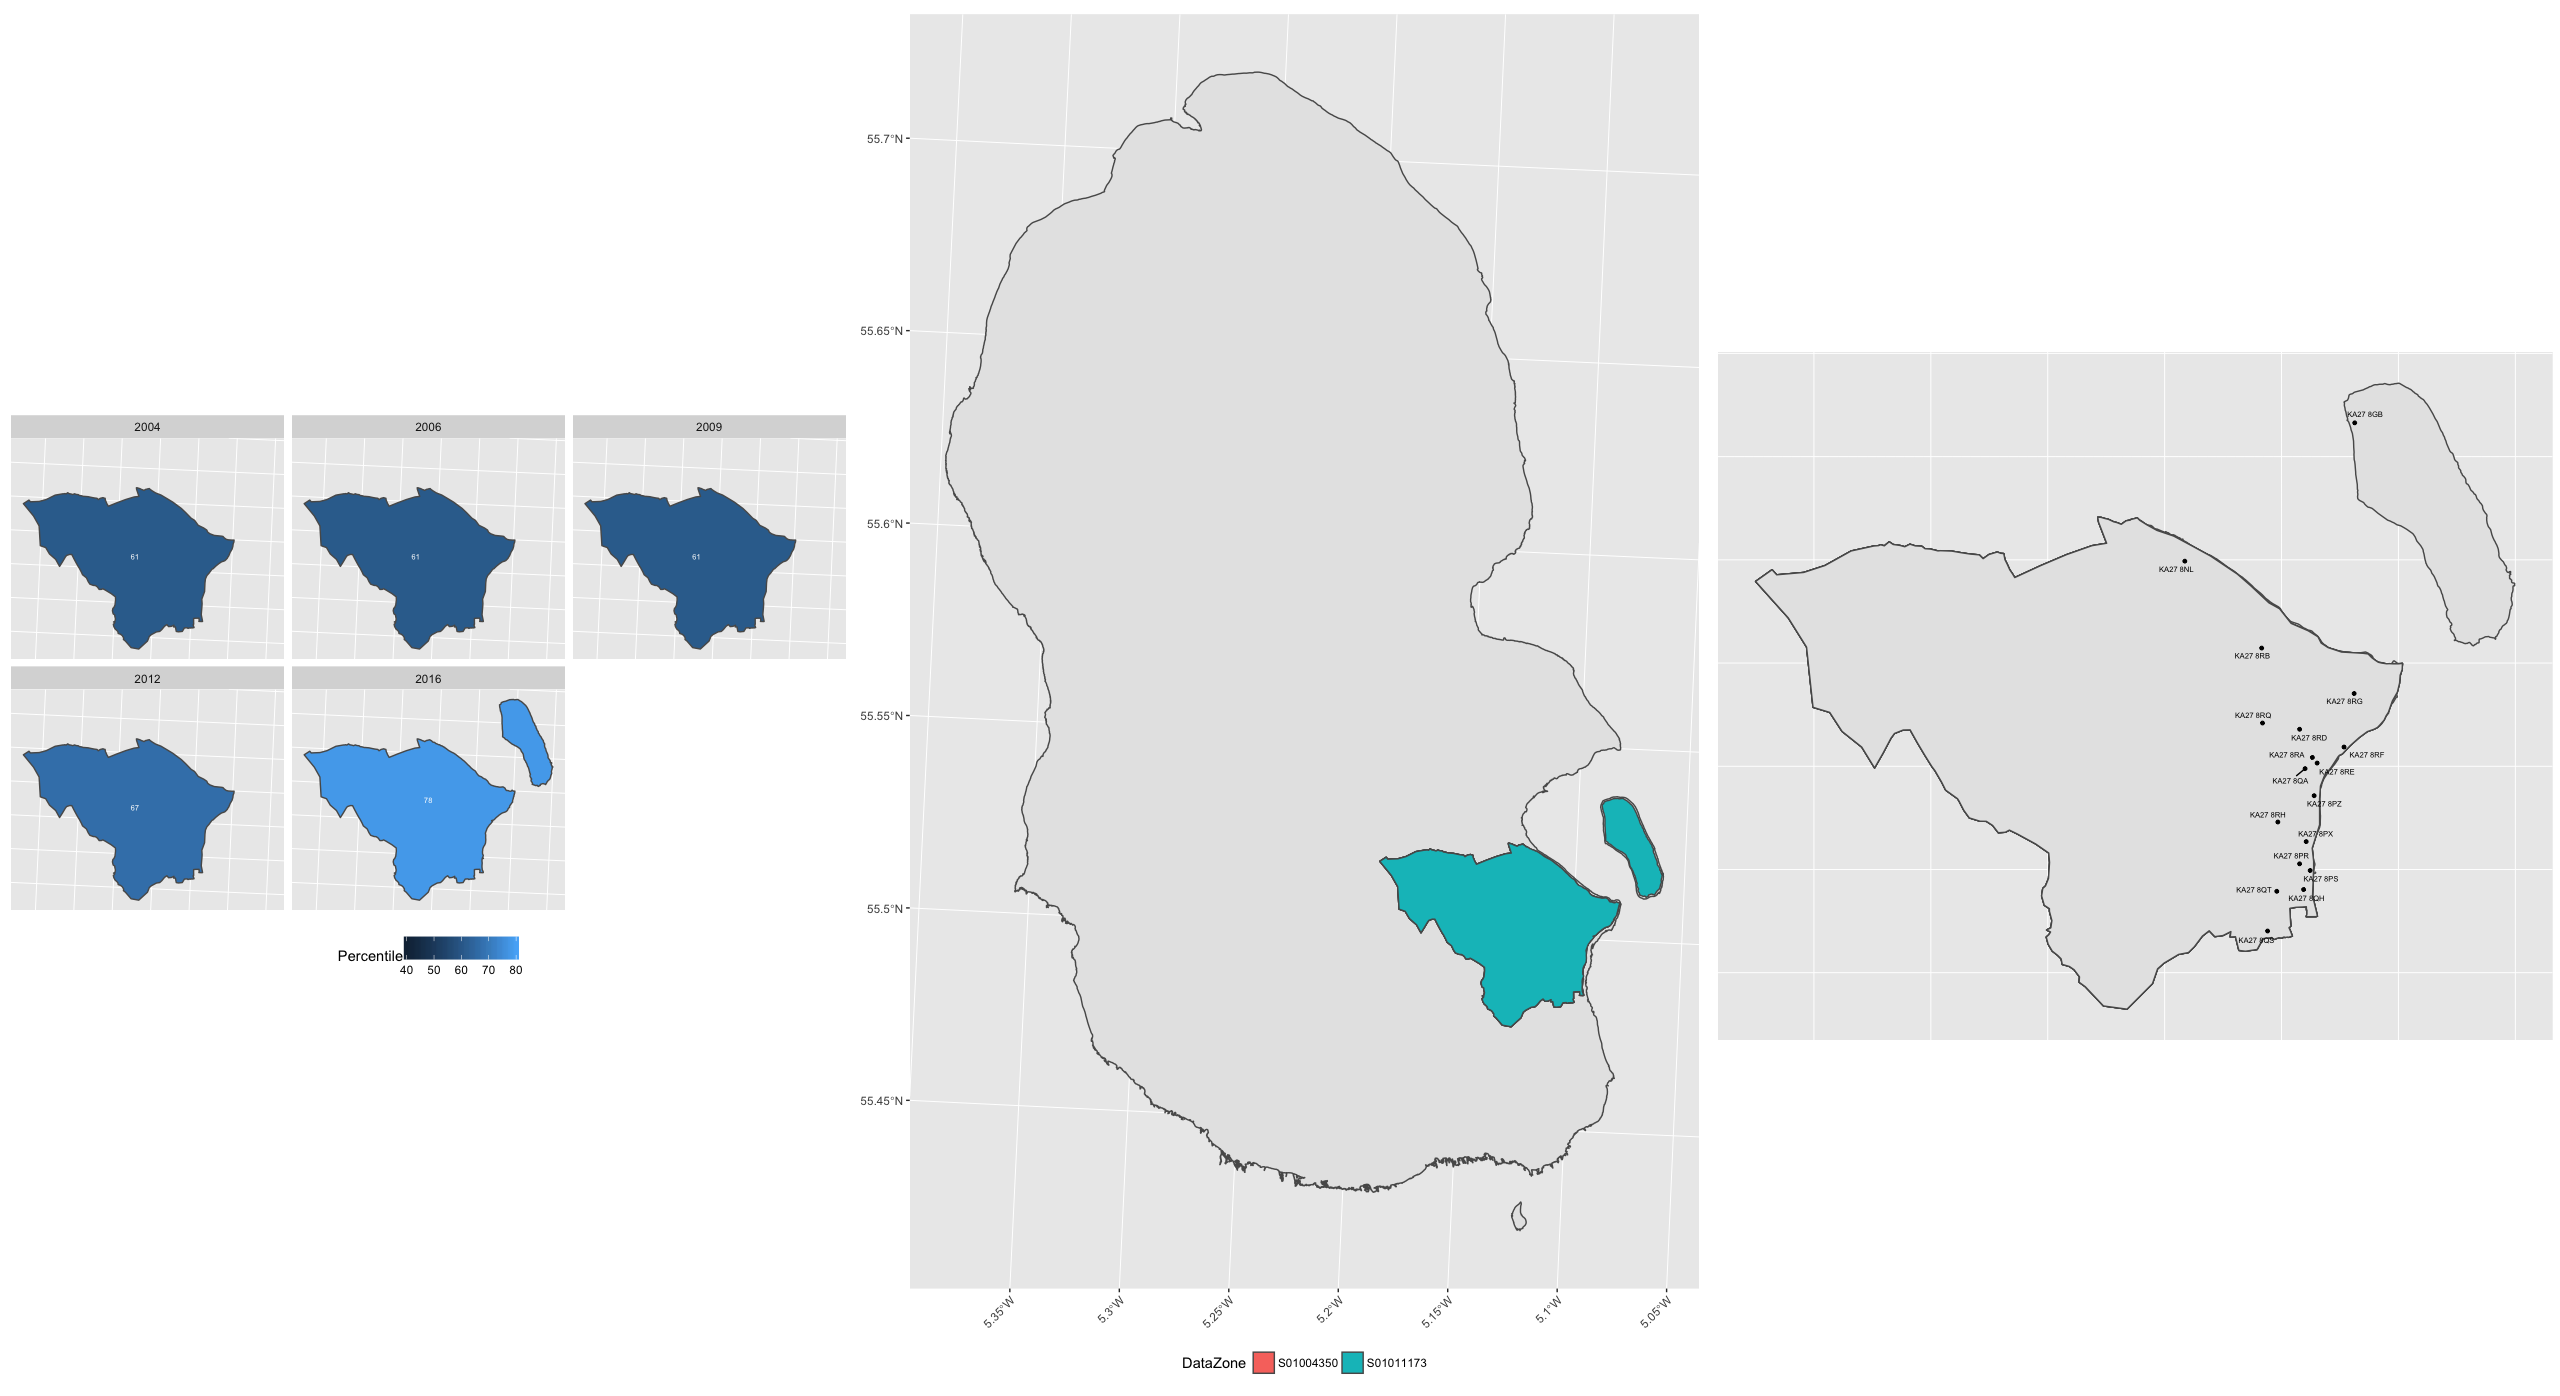 2004
2006
2009
61
61
61
2012
2016
67
78
Percentile
40 50 60 70 80
55.7°N
55.65°N
55.6°N
55.55°N
55.5°N
55.45°N
5.35°W
5.3°W
5.25°W
5.2°W
5.15°W
5.1°W
5.05°W
DataZone S01004350 S01011173
KA27 8GB
KA27 8NL
KA27 8RB
KA27 8RG
KA27 8RQ
KA27 8RD
KA27 8RA
KA27 8RF
KA27 8RE
KA27 8QA
KA27 8PZ
KA27 8RH
KA27 8PX
KA27 8PR
KA27 8PS
KA27 8QT
KA27 8QH
KA27 8QS